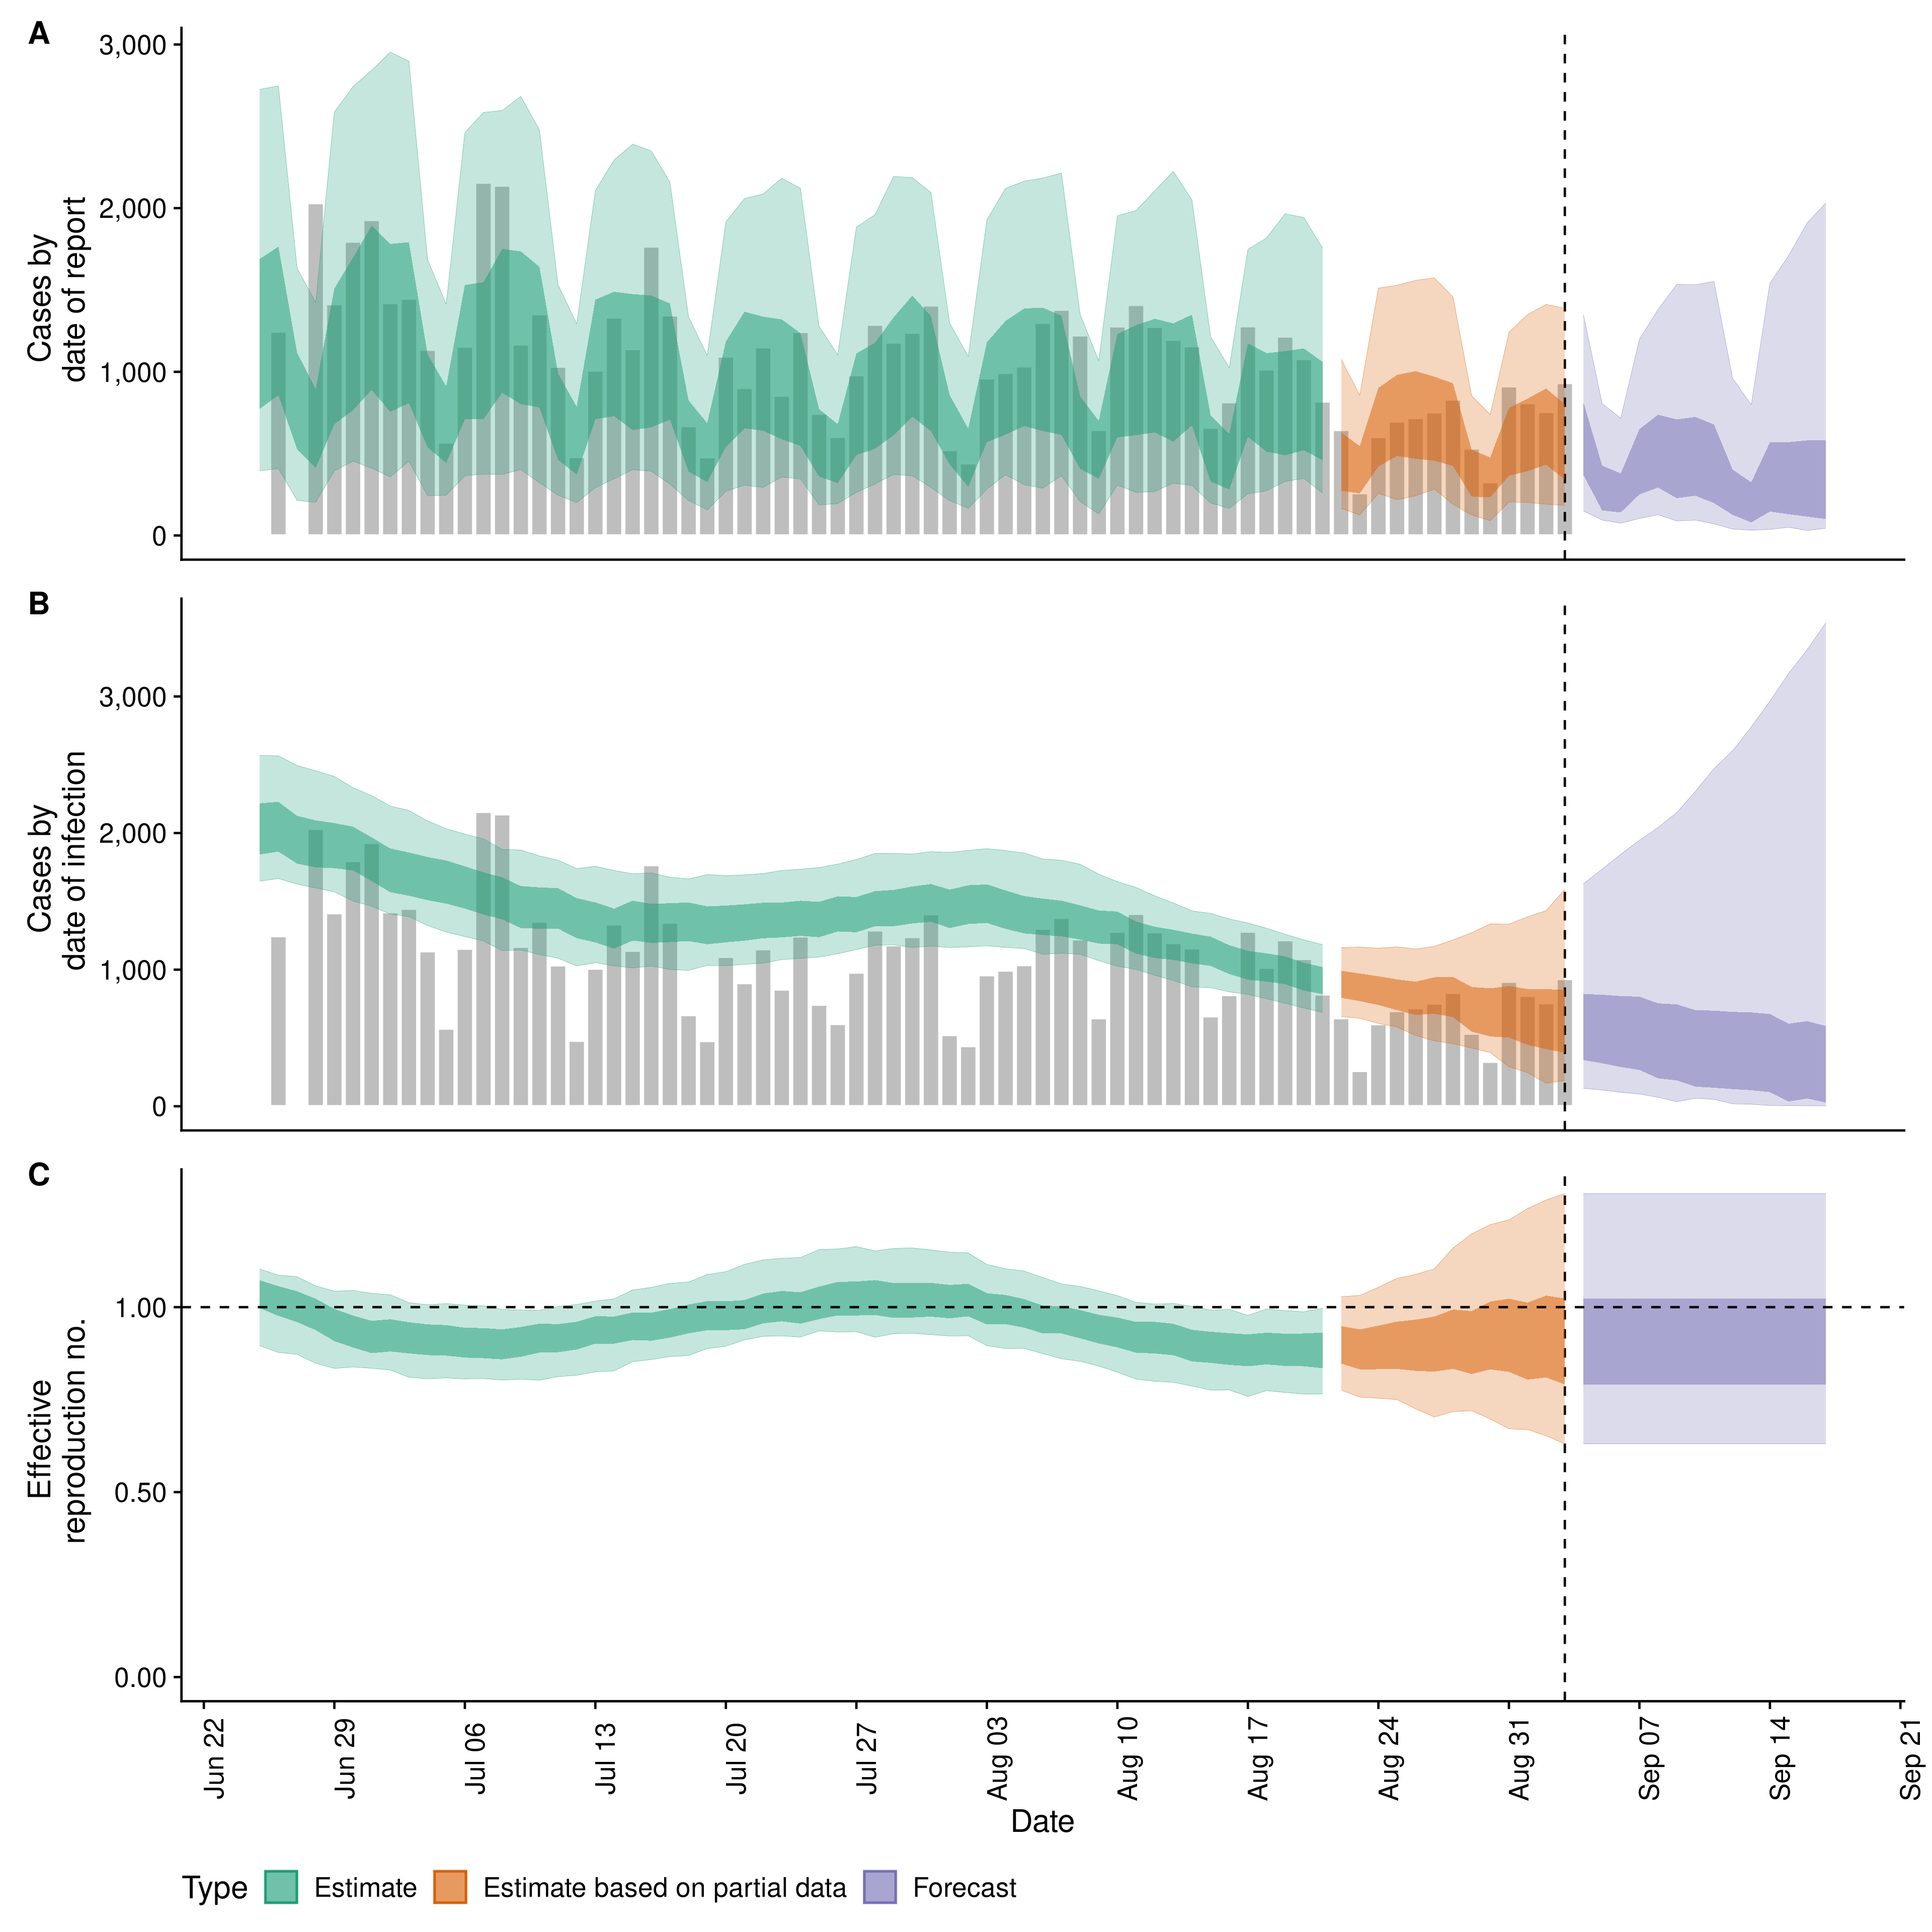 A
Cases by
date of report
3,000
2,000
1,000
0
B
Cases by
date of infection
3,000
2,000
1,000
0
C
Effective
reproduction no.
1.00
0.50
0.00
Jun 22
Jun 29
Jul 06
Jul 13
Jul 20
Jul 27
Aug 03
Aug 10
Aug 17
Aug 24
Aug 31
Sep 07
Sep 14
Sep 21
Date
Type Estimate Estimate based on partial data Forecast